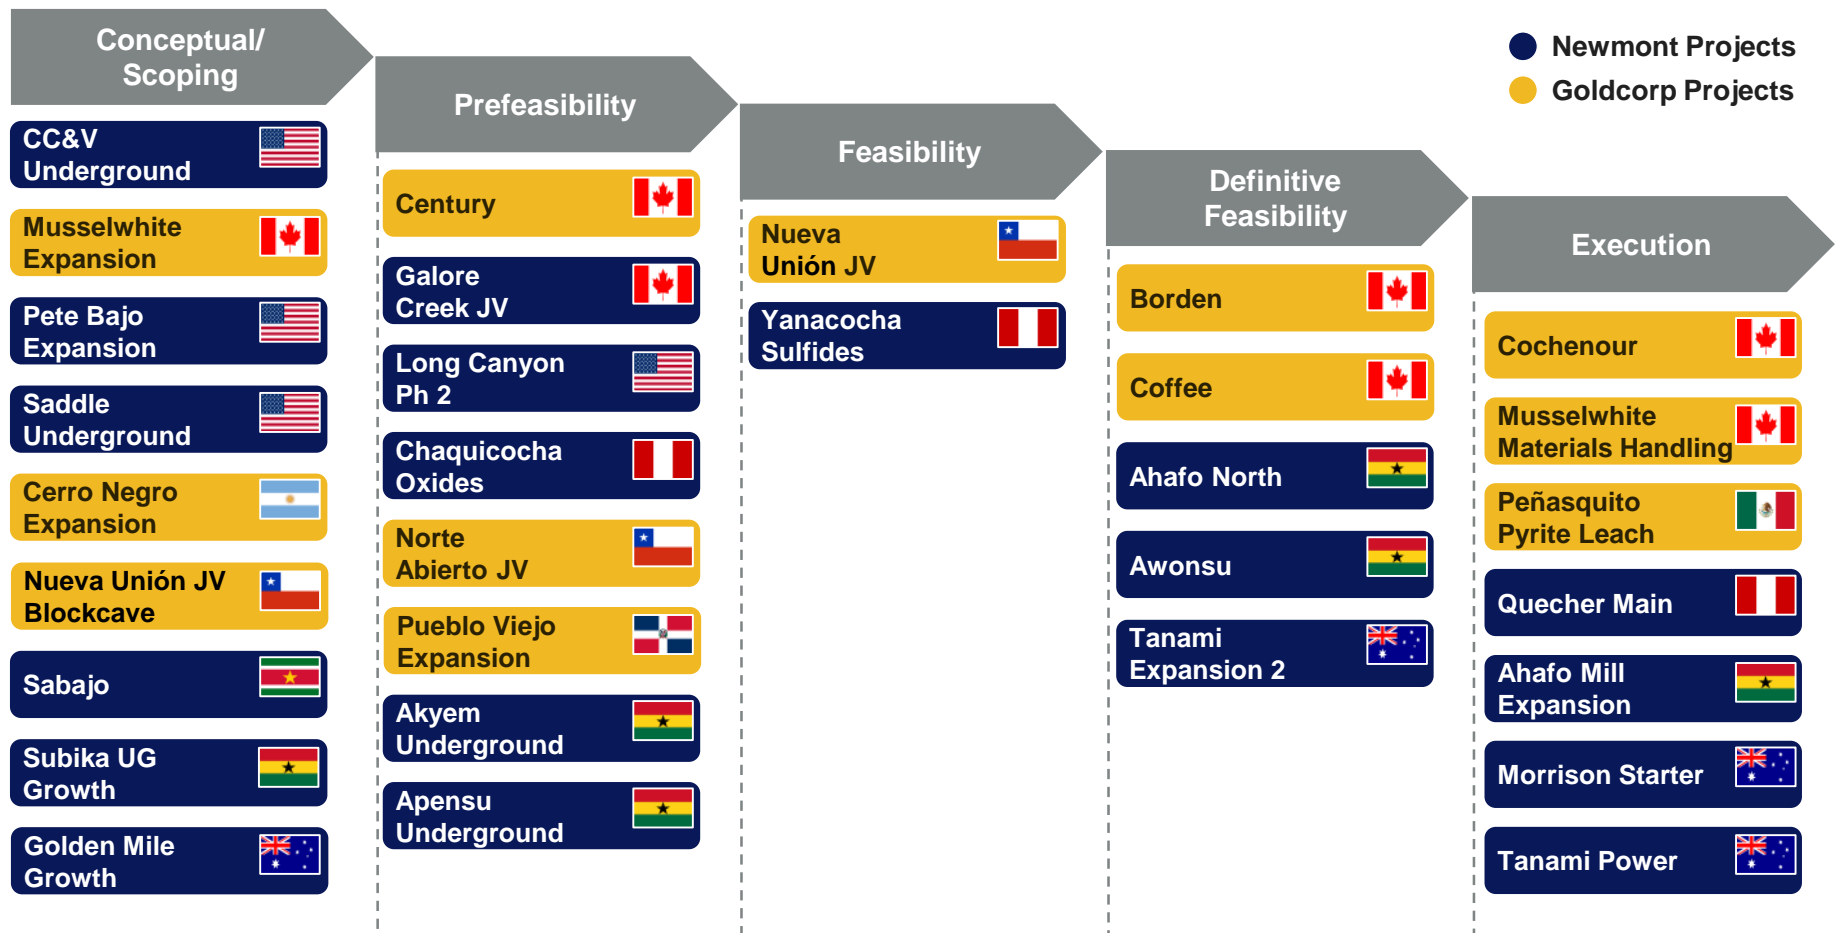 Conceptual/
Scoping
Prefeasibility
Feasibility
Definitive
Feasibility
Execution
Newmont Projects
Goldcorp Projects
CC&V
Underground
Musselwhite
Expansion
Pete Bajo
Expansion
Saddle
Underground
Cerro Negro
Expansion
Nueva Unión JV
Blockcave
Sabajo
Subika UG
Growth
Golden Mile
Growth
Century
Galore
Creek JV
Long Canyon
Ph 2
Chaquicocha
Oxides
Norte
Abierto JV
Pueblo Viejo
Expansion
Akyem
Underground
Apensu
Underground
Nueva
Unión JV
Yanacocha
Sulfides
Borden
Coffee
Ahafo North
Awonsu
Tanami
Expansion 2
Cochenour
Musselwhite
Materials Handling
Peñasquito
Pyrite Leach
Quecher Main
Ahafo Mill
Expansion
Morrison Starter
Tanami Power